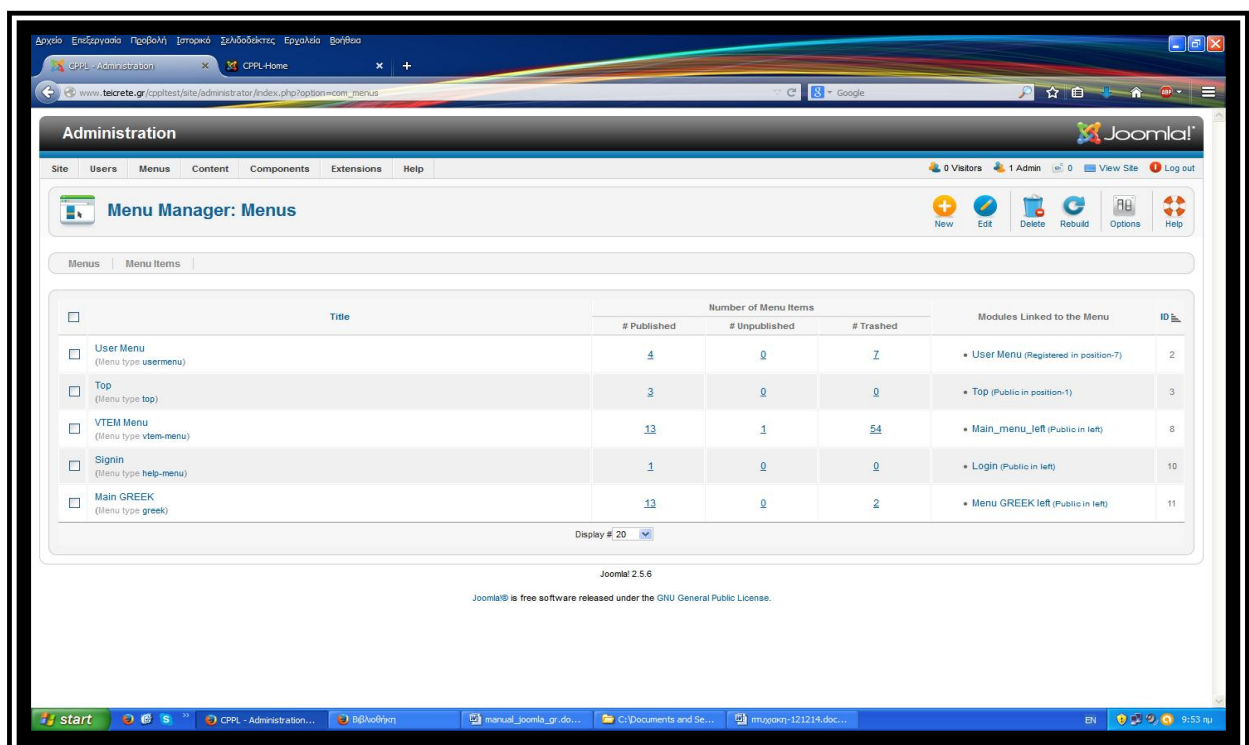 Αρχείο Επεξεργασία Προβολή Ιστορικό Σελιδοδείκτες Εργαλεία Βοήθεια
CPPL - Administration CPPL-Home
www.teicrete.gr/cppltest/site/administrator/index.php?option=com_menus Google
Administration Joomla!
Site Users Menus Content Components Extensions Help 0 Visitors 1 Admin 0 View Site Log out
Menu Manager: Menus
New Edit Delete Rebuild Options Help
Menus Menu Items
Number of Menu Items
Title Modules Linked to the Menu ID
# Published # Unpublished # Trashed
User Menu
(Menu type usermenu) 4 0 7 • User Menu (Registered in position-7) 2
Top
(Menu type top) 3 0 0 • Top (Public in position-1) 3
VTEM Menu
(Menu type vtem-menu) 13 1 54 • Main_menu_left (Public in left) 8
Signin
(Menu type help-menu) 1 0 0 • Login (Public in left) 10
Main GREEK
(Menu type greek) 13 0 2 • Menu GREEK left (Public in left) 11
Display # 20
Joomla! 2.5.6
Joomla!® is free software released under the GNU General Public License.
start CPPL - Administration... Βιβλιοθήκη manual_joomla_gr.do... C:\Documents and Se... πτυχιακη-121214.doc... EN 9:53 πμ